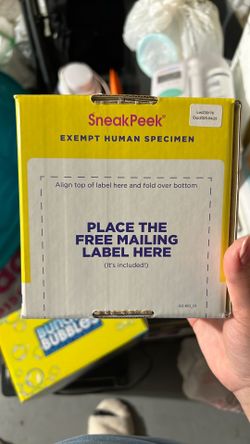 SneakPeek
EXEMPT HUMAN SPECIMEN
Align top of label here and fold over bottom
PLACE THE
FREE MAILING
LABEL HERE
(It's included!)
BUBBLES